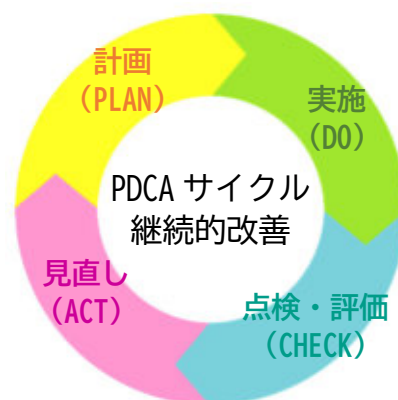 計画
（PLAN）
実施
（DO）
PDCA サイクル
継続的改善
見直し
（ACT）
点検・評価
（CHECK）